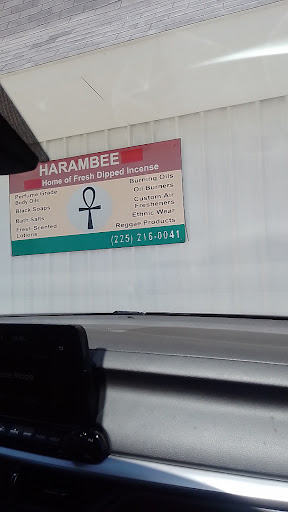 HARAMBEE
Home of Fresh Dipped Incense
Perfume Grade
Body Oils
Black Soaps
Bath Salts
Fresh Scented
Lotions
Burning Oils
Oil Burners
Custom Air
Fresheners
Ethnic Wear
Reggae Products
(225) 216-0041